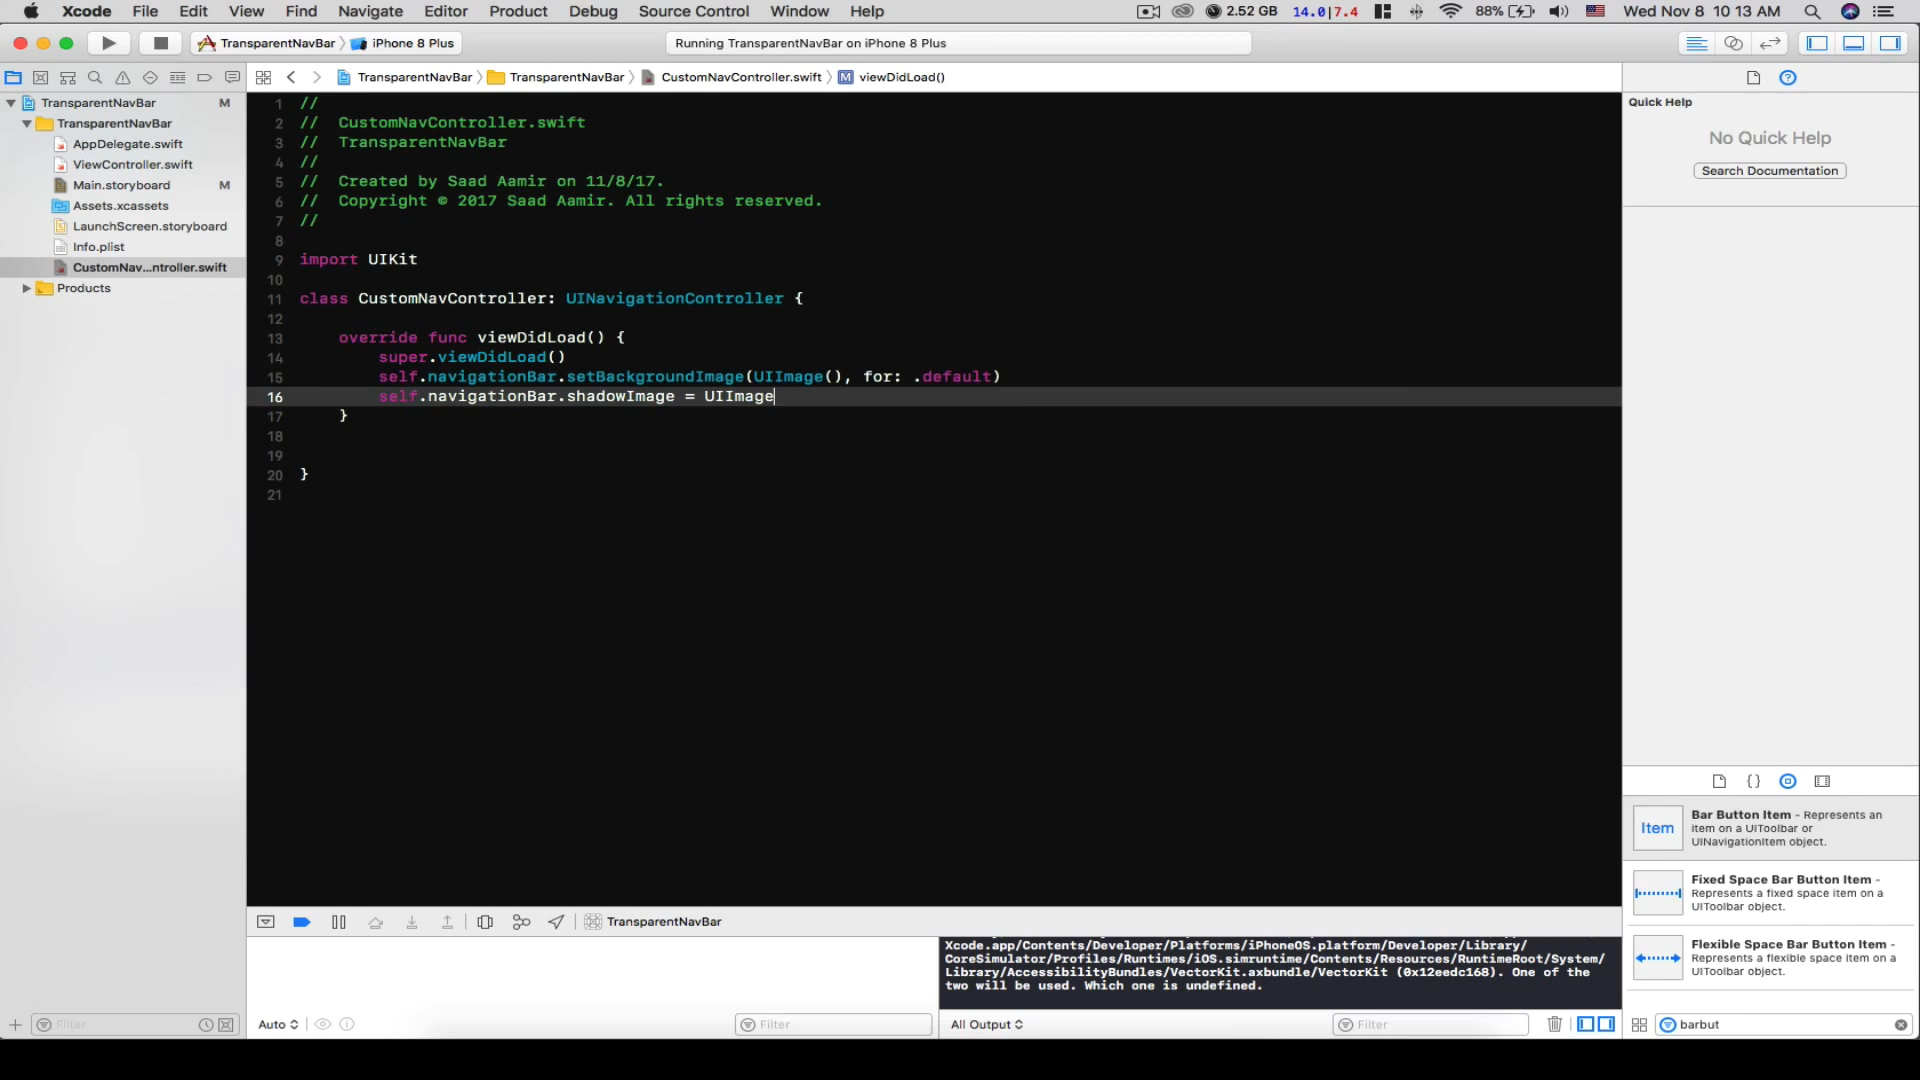 Xcode File Edit View Find Navigate Editor Product Debug Source Control Window Help 2.52 GB 14.0|7.4 88% Wed Nov 8 10:13 AM
TransparentNavBar iPhone 8 Plus Running TransparentNavBar on iPhone 8 Plus
TransparentNavBar TransparentNavBar CustomNavController.swift M viewDidLoad()
TransparentNavBar M
TransparentNavBar
AppDelegate.swift
ViewController.swift
Main.storyboard M
Assets.xcassets
LaunchScreen.storyboard
Info.plist
CustomNav...ntroller.swift
Products
1 //
2 // CustomNavController.swift
3 // TransparentNavBar
4 //
5 // Created by Saad Aamir on 11/8/17.
6 // Copyright © 2017 Saad Aamir. All rights reserved.
7 //
8
9 import UIKit
10
11 class CustomNavController: UINavigationController {
12
13 override func viewDidLoad() {
14 super.viewDidLoad()
15 self.navigationBar.setBackgroundImage(UIImage(), for: .default)
16 self.navigationBar.shadowImage = UIImage
17 }
18
19
20 }
21
Quick Help
No Quick Help
Search Documentation
Item
Bar Button Item - Represents an
item on a UIToolbar or
UINavigationItem object.
Fixed Space Bar Button Item -
Represents a fixed space item on a
UIToolbar object.
Flexible Space Bar Button Item -
Represents a flexible space item on a
UIToolbar object.
TransparentNavBar
Xcode.app/Contents/Developer/Platforms/iPhoneOS.platform/Developer/Library/
CoreSimulator/Profiles/Runtimes/iOS.simruntime/Contents/Resources/RuntimeRoot/System/
Library/AccessibilityBundles/VectorKit.axbundle/VectorKit (0x12eedc168). One of the
two will be used. Which one is undefined.
Filter Auto Filter All Output Filter barbut